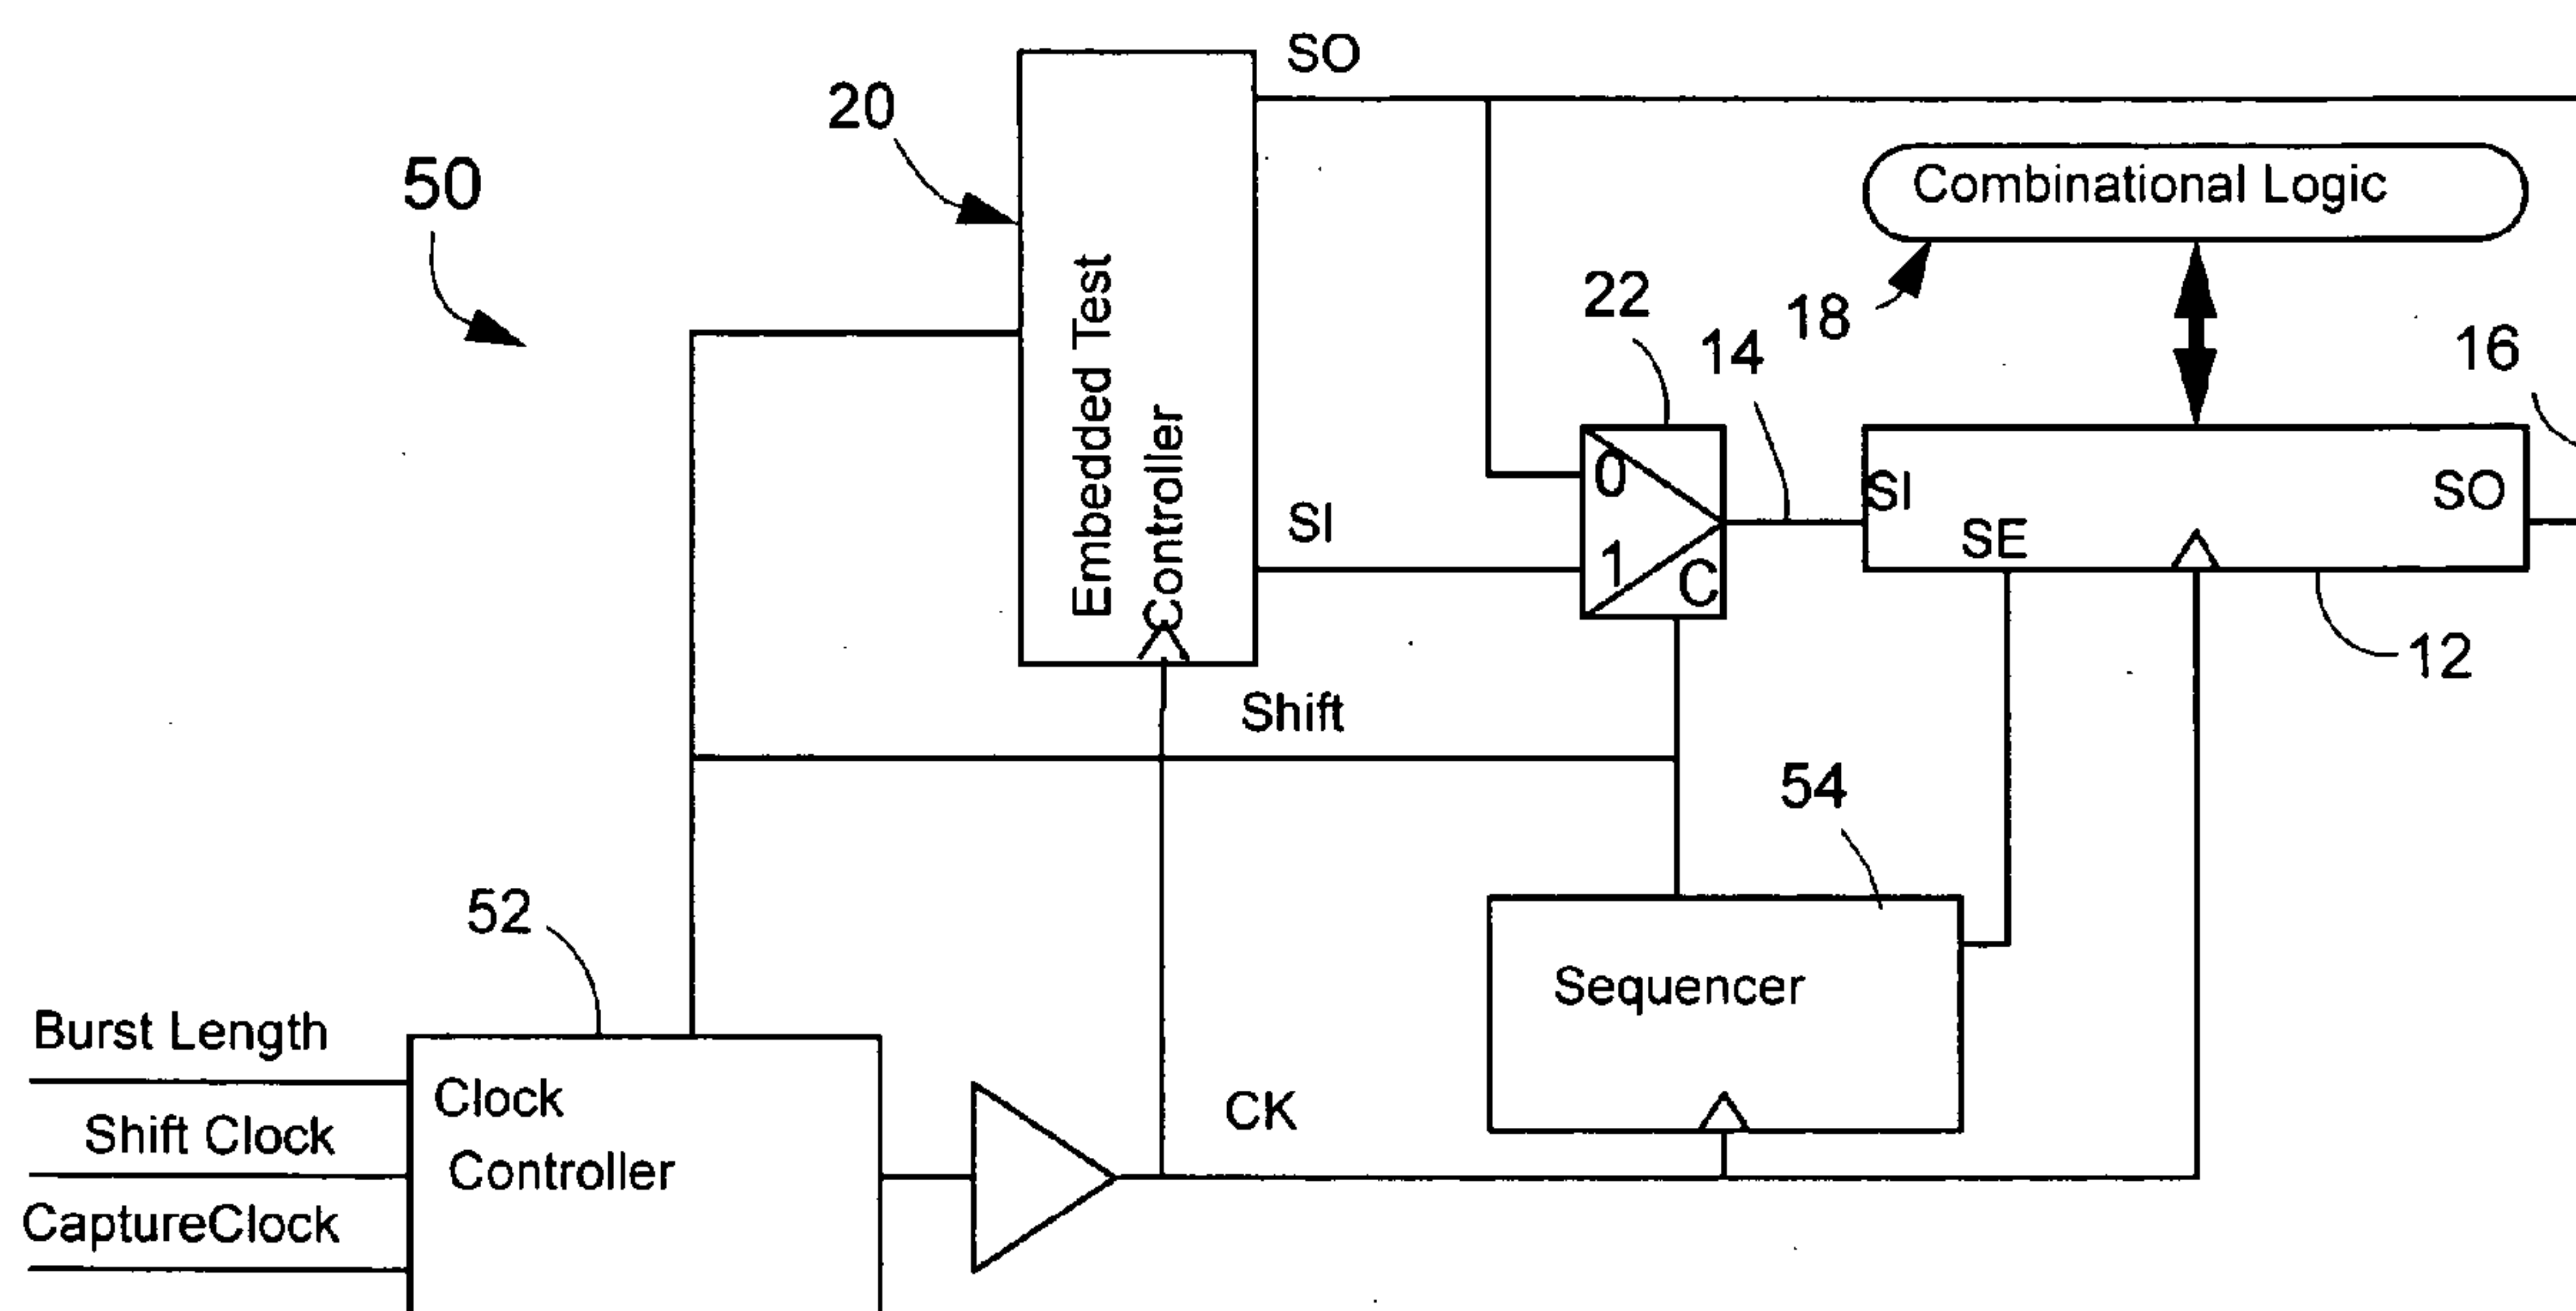 SO
20
50
Combinational Logic
22
18
14
16
Embedded Test
Controller
0
SI
1
C
SI
SE
SO
12
Shift
54
52
Sequencer
Burst Length
Clock
Controller
Shift Clock
CK
CaptureClock